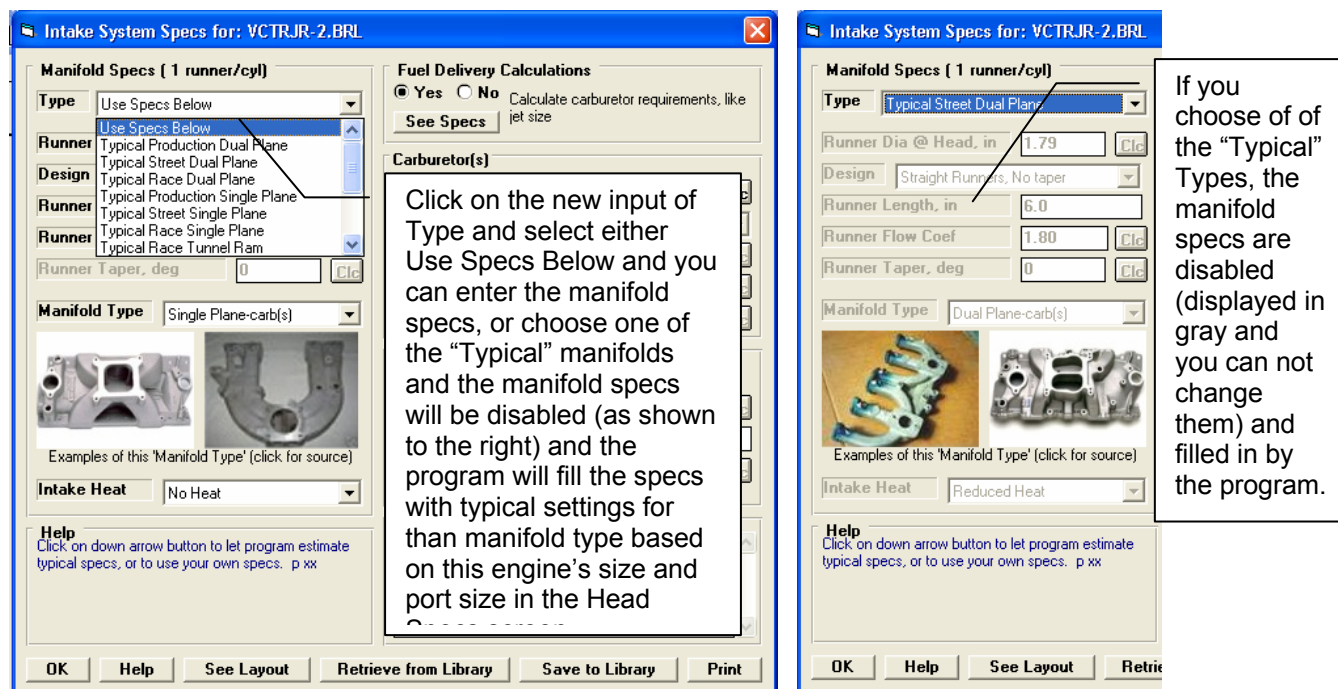 Intake System Specs for: VCTRJR-2.BRL
Manifold Specs ( 1 runner/cyl)
Type Use Specs Below
Use Specs Below
Typical Production Dual Plane
Typical Street Dual Plane
Typical Race Dual Plane
Typical Production Single Plane
Typical Street Single Plane
Typical Race Single Plane
Typical Race Tunnel Ram
Runner
Design
Runner
Runner
Runner Taper, deg 0 Clc
Manifold Type Single Plane-carb(s)
Examples of this 'Manifold Type' (click for source)
Intake Heat No Heat
Help
Click on down arrow button to let program estimate
typical specs, or to use your own specs. p xx
Fuel Delivery Calculations
Yes No Calculate carburetor requirements, like
jet size
See Specs
Carburetor(s)
Click on the new input of
Type and select either
Use Specs Below and you
can enter the manifold
specs, or choose one of
the “Typical” manifolds
and the manifold specs
will be disabled (as shown
to the right) and the
program will fill the specs
with typical settings for
than manifold type based
on this engine’s size and
port size in the Head
OK Help See Layout Retrieve from Library Save to Library Print
Intake System Specs for: VCTRJR-2.BRL
Manifold Specs ( 1 runner/cyl)
Type Typical Street Dual Plane
Runner Dia @ Head, in 1.79 Clc
Design Straight Runners, No taper
Runner Length, in 6.0
Runner Flow Coef 1.80 Clc
Runner Taper, deg 0 Clc
Manifold Type Dual Plane-carb(s)
Examples of this 'Manifold Type' (click for source)
Intake Heat Reduced Heat
Help
Click on down arrow button to let program estimate
typical specs, or to use your own specs. p xx
OK Help See Layout Retrie
If you
choose of of
the “Typical”
Types, the
manifold
specs are
disabled
(displayed in
gray and
you can not
change
them) and
filled in by
the program.